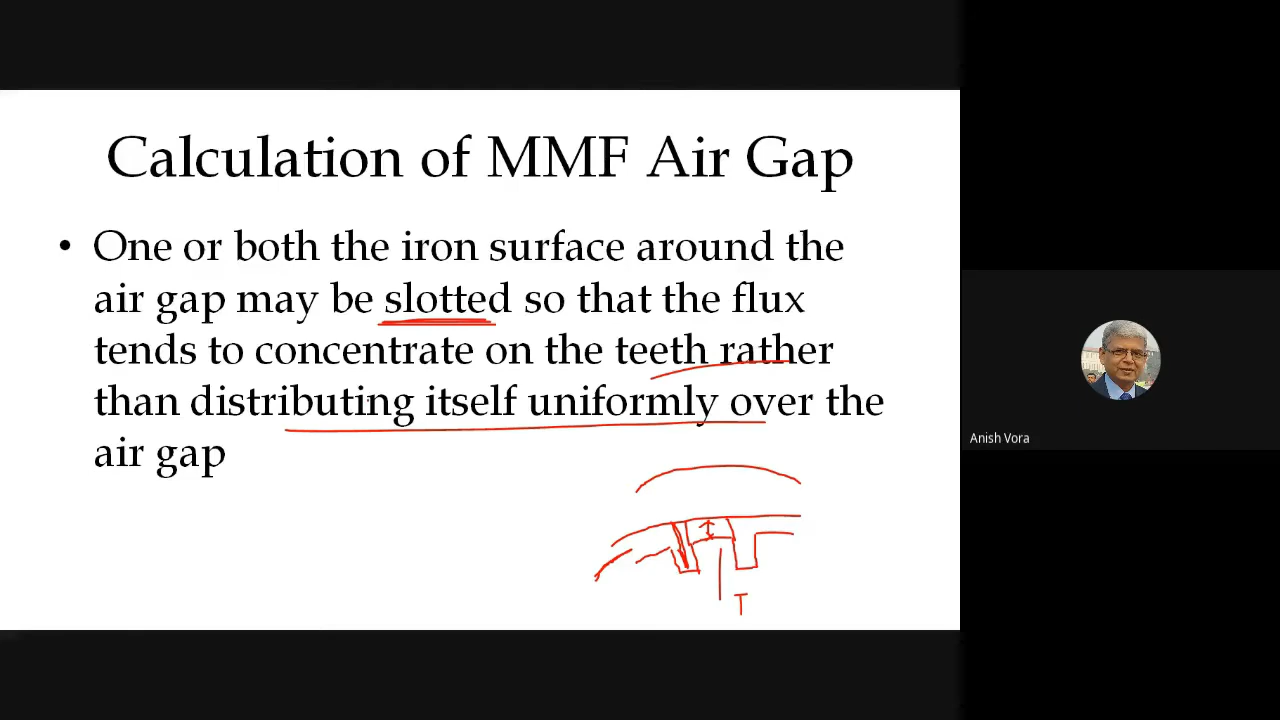 Calculation of MMF Air Gap
• One or both the iron surface around the
air gap may be slotted so that the flux
tends to concentrate on the teeth rather
than distributing itself uniformly over the
air gap
T
Anish Vora